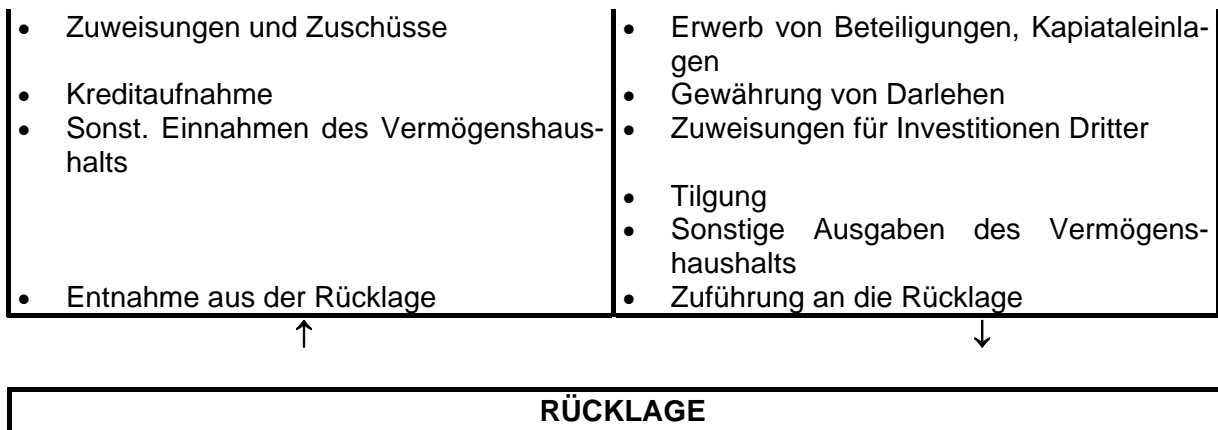 • Zuweisungen und Zuschüsse
• Kreditaufnahme
• Sonst. Einnahmen des Vermögenshaus-
halts
• Entnahme aus der Rücklage
↑
• Erwerb von Beteiligungen, Kapiataleinla-
gen
• Gewährung von Darlehen
• Zuweisungen für Investitionen Dritter
• Tilgung
• Sonstige Ausgaben des Vermögens-
haushalts
• Zuführung an die Rücklage
↓
RÜCKLAGE